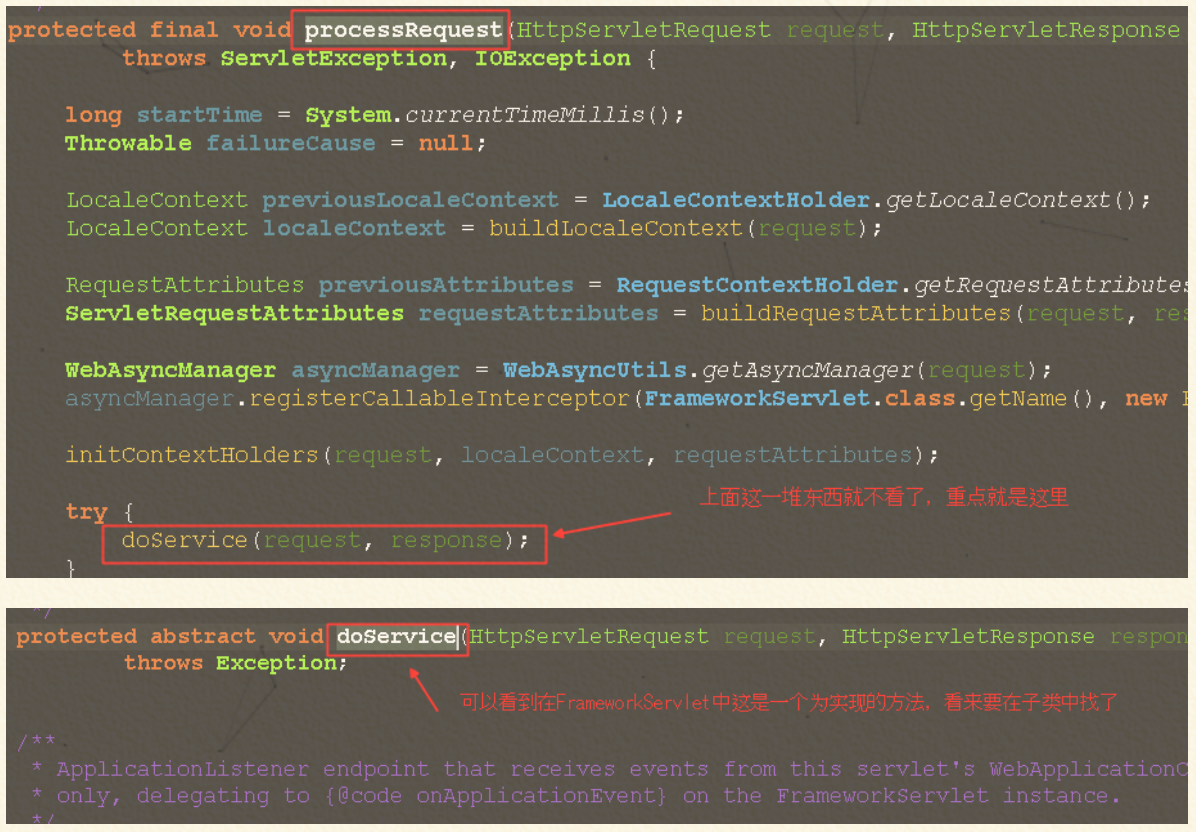 protected final void processRequest(HttpServletRequest request, HttpServletResponse
throws ServletException, IOException {
long startTime = System.currentTimeMillis();
Throwable failureCause = null;
LocaleContext previousLocaleContext = LocaleContextHolder.getLocaleContext();
LocaleContext localeContext = buildLocaleContext(request);
RequestAttributes previousAttributes = RequestContextHolder.getRequestAttributes
ServletRequestAttributes requestAttributes = buildRequestAttributes(request, res
WebAsyncManager asyncManager = WebAsyncUtils.getAsyncManager(request);
asyncManager.registerCallableInterceptor(FrameworkServlet.class.getName(), new
initContextHolders(request, localeContext, requestAttributes);
上面这一堆东西就不看了，重点就是这里
try {
doService(request, response);
}
*/
protected abstract void doService(HttpServletRequest request, HttpServletResponse respon
throws Exception;
可以看到在FrameworkServlet中这是一个为实现的方法，看来要在子类中找了
/**
* ApplicationListener endpoint that receives events from this servlet's WebApplicationC
* only, delegating to {@code onApplicationEvent} on the FrameworkServlet instance.
*/